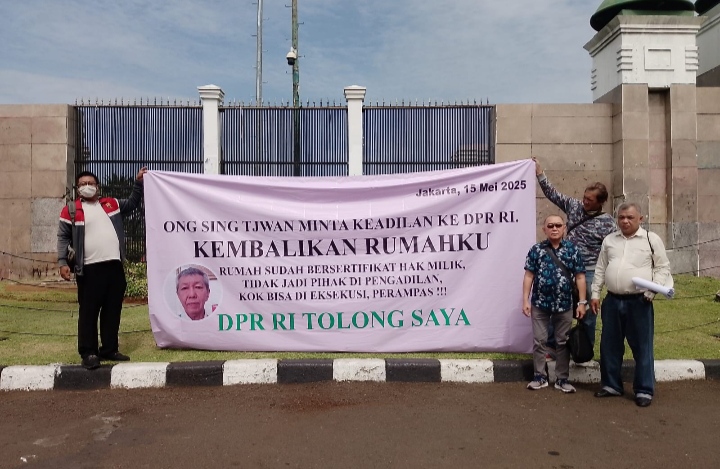 Jakarta, 15 Mei 2025
ONG SING TJWAN MINTA KEADILAN KE DPR RI.
KEMBALIKAN RUMAHKU
RUMAH SUDAH BERSERTIFIKAT HAK MILIK,
TIDAK JADI PIHAK DI PENGADILAN,
KOK BISA DI EKSEKUSI, PERAMPAS !!!
DPR RI TOLONG SAYA